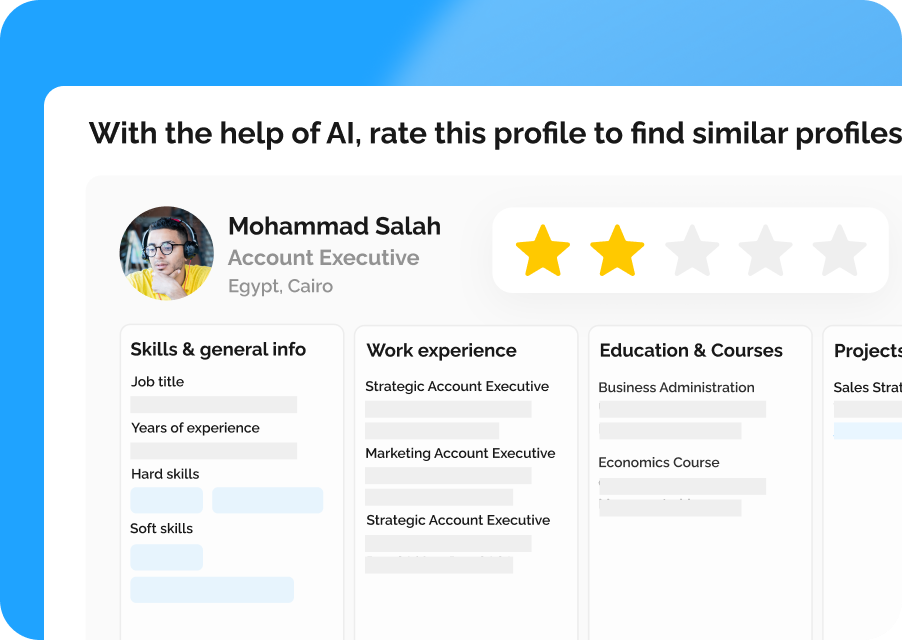 With the help of AI, rate this profile to find similar profiles
Mohammad Salah
Account Executive
Egypt, Cairo
Skills & general info
Job title
Years of experience
Hard skills
Soft skills
Work experience
Strategic Account Executive
Marketing Account Executive
Strategic Account Executive
Education & Courses
Business Administration
Economics Course
Projects
Sales